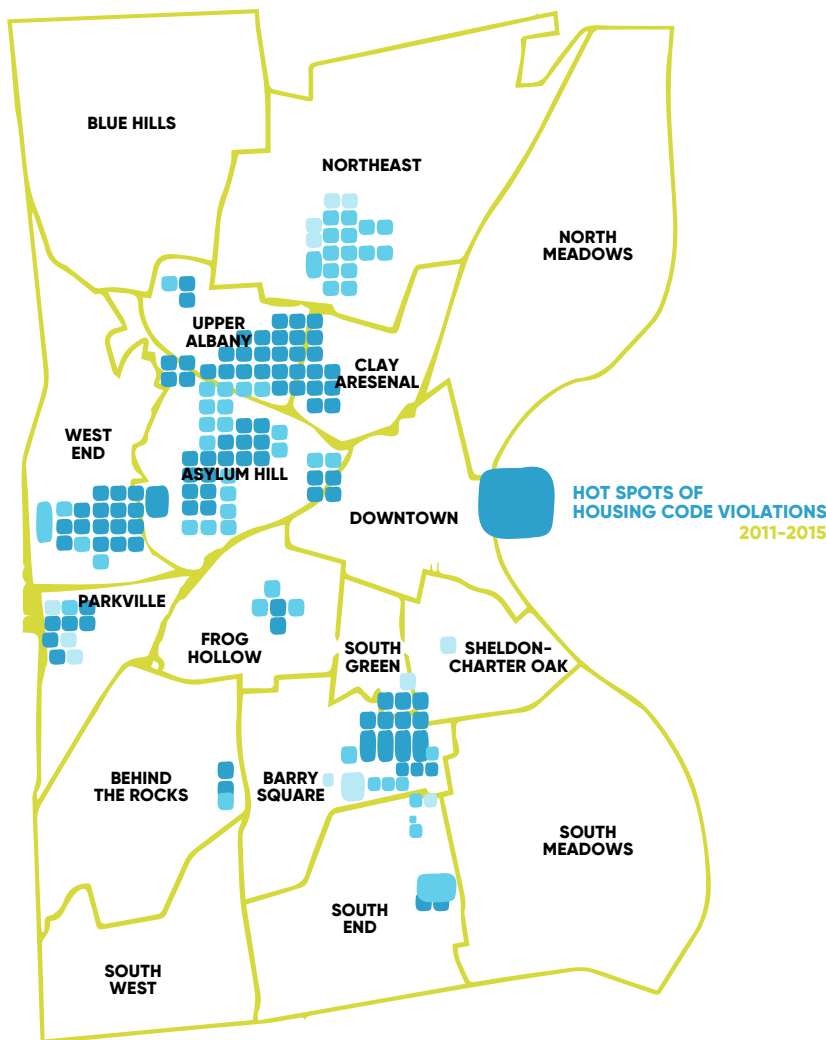 BLUE HILLS
NORTHEAST
NORTH
MEADOWS
UPPER
ALBANY
CLAY
ARESENAL
WEST
END
ASYLUM HILL
DOWNTOWN
HOT SPOTS OF
HOUSING CODE VIOLATIONS
2011-2015
PARKVILLE
FROG
HOLLOW
SOUTH
GREEN
SHELDON-
CHARTER OAK
BEHIND
THE ROCKS
BARRY
SQUARE
SOUTH
MEADOWS
SOUTH
END
SOUTH
WEST